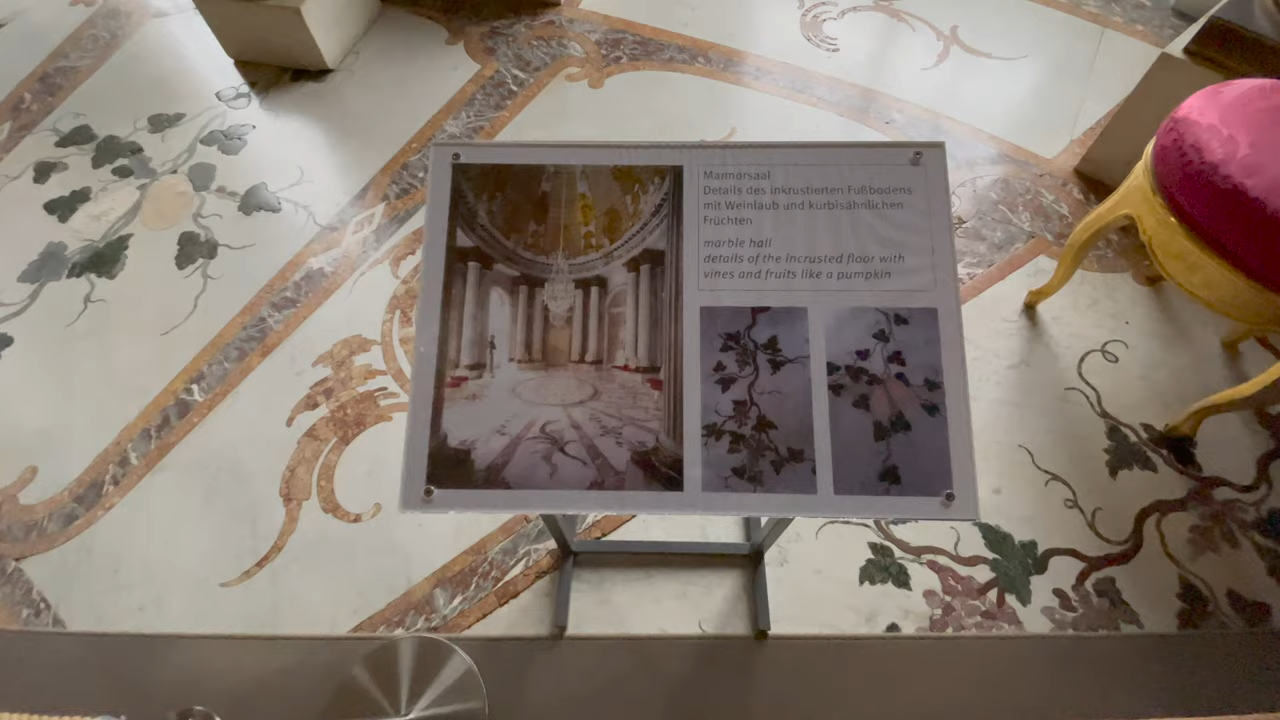 Marmorsaal
Details des inkrustierten Fußbodens
mit Weinlaub und kürbisähnlichen
Früchten
marble hall
details of the incrusted floor with
vines and fruits like a pumpkin